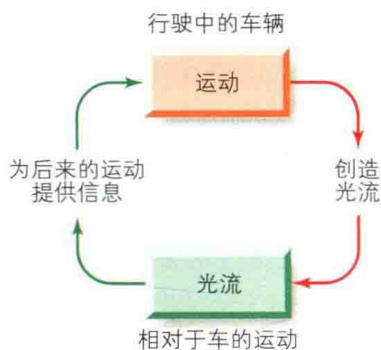 行驶中的车辆
运动
为后来的运动
提供信息
创造
光流
光流
相对于车的运动